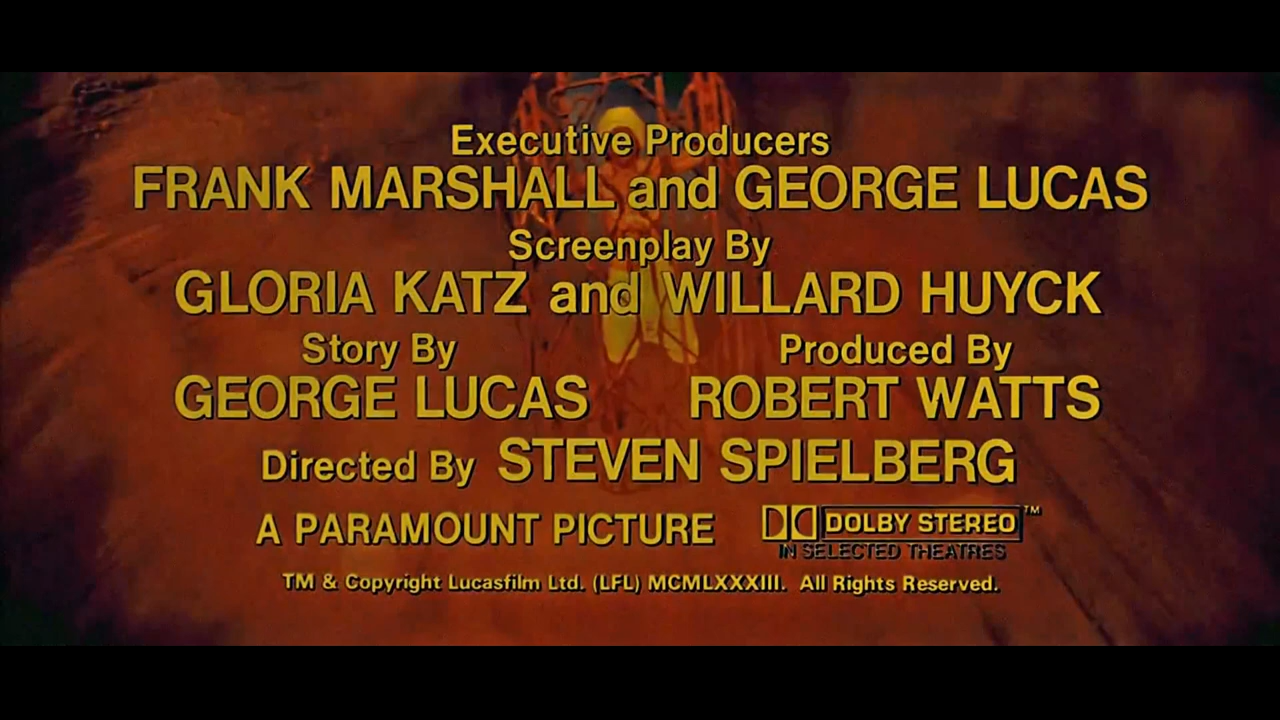 Executive Producers
FRANK MARSHALL and GEORGE LUCAS
Screenplay By
GLORIA KATZ and WILLARD HUYCK
Story By
GEORGE LUCAS
Produced By
ROBERT WATTS
Directed By STEVEN SPIELBERG
A PARAMOUNT PICTURE
DOLBY STEREO™
IN SELECTED THEATRES
TM & Copyright Lucasfilm Ltd. (LFL) MCMLXXXIII. All Rights Reserved.